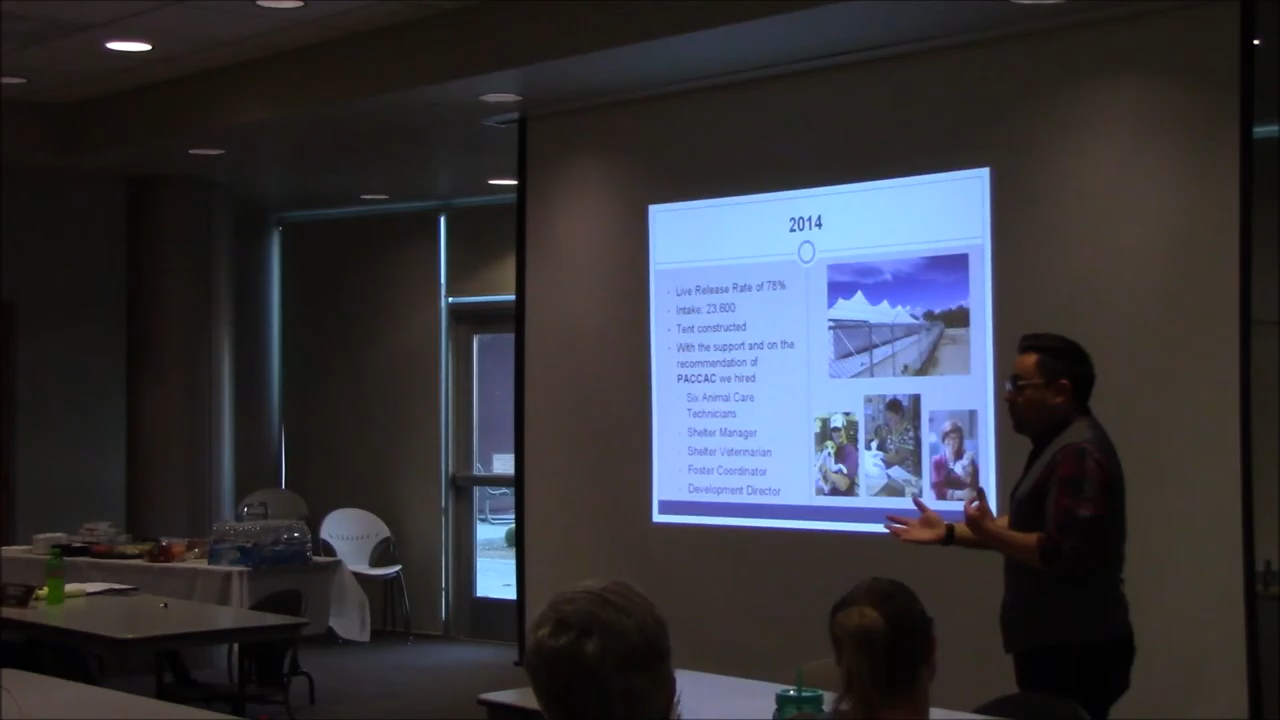 2014
Live Release Rate of 78%
Intake: 23,600
Tent constructed
With the support and on the
recommendation of
PACCAC we hired
Six Animal Care
Technicians
Shelter Manager
Shelter Veterinarian
Foster Coordinator
Development Director